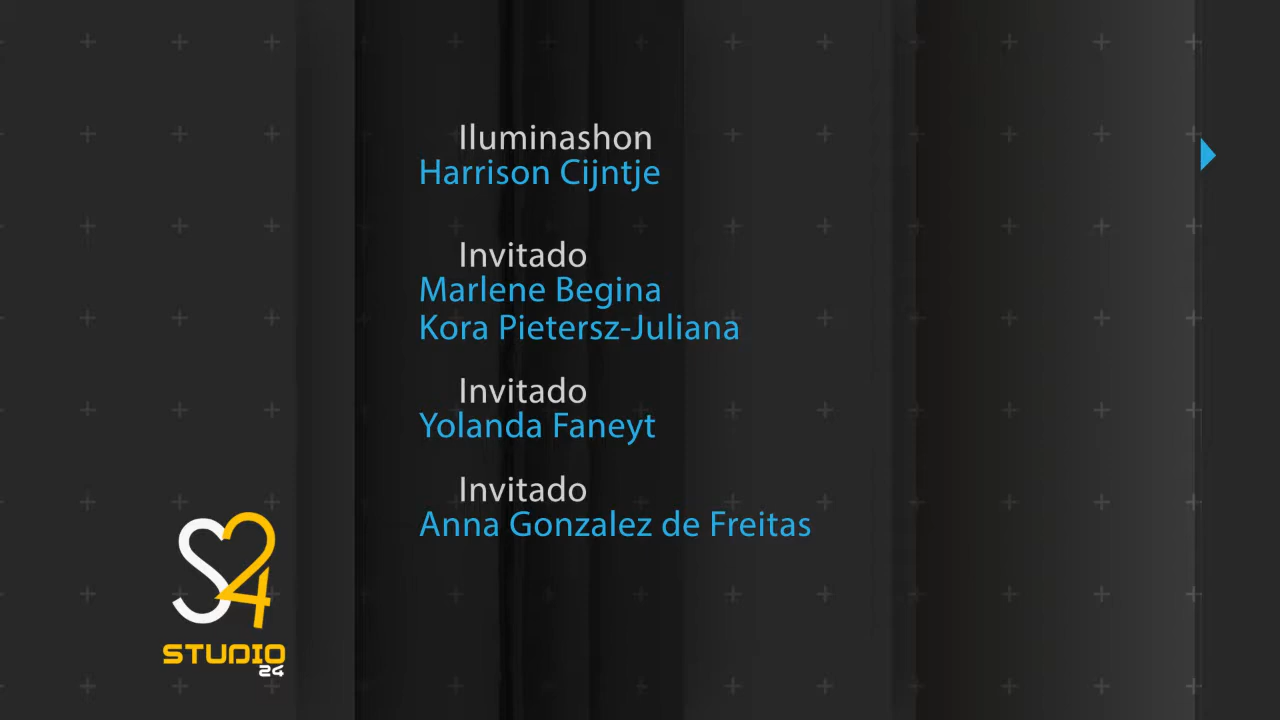 Iluminashon
Harrison Cijntje
Invitado
Marlene Begina
Kora Pietersz-Juliana
Invitado
Yolanda Faneyt
Invitado
Anna Gonzalez de Freitas
S24
STUDIO
24